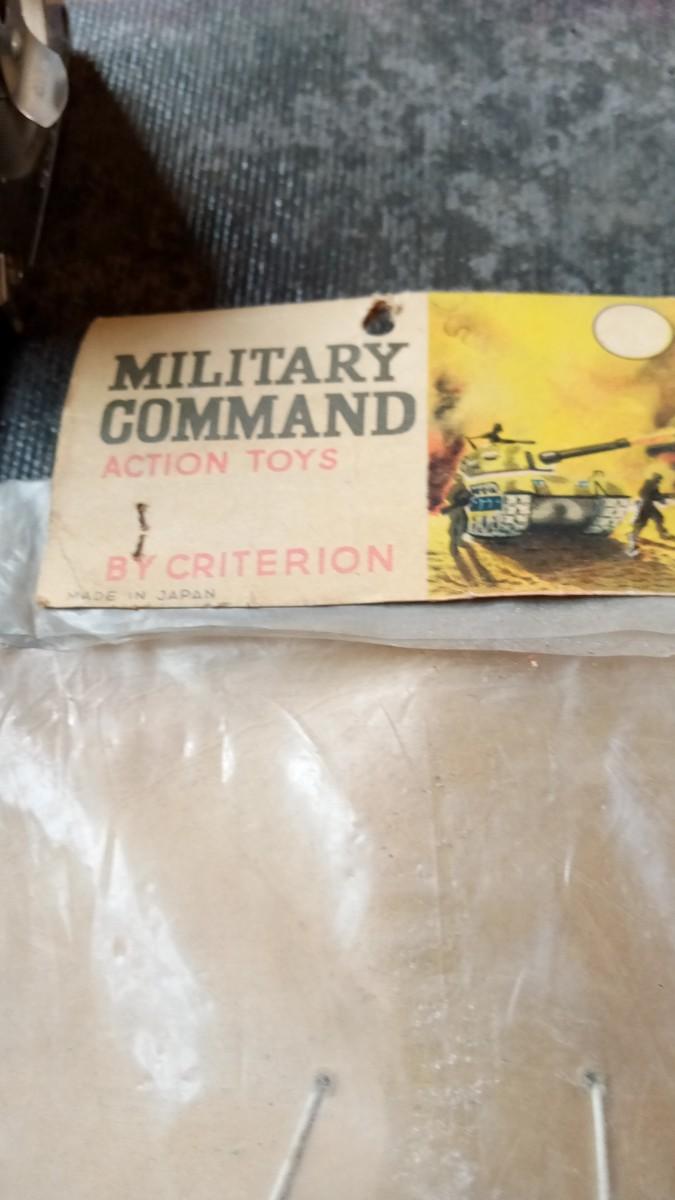 MILITARY
COMMAND
ACTION TOYS
BY CRITERION
MADE IN JAPAN